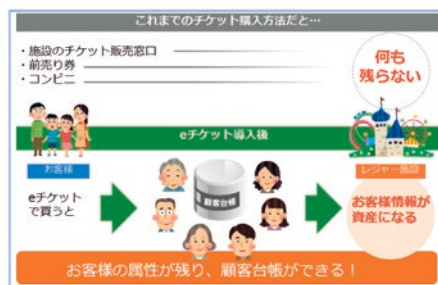 これまでのチケット購入方法だと…
・施設のチケット販売窓口
・前売り券
・コンビニ
何も
残らない
eチケット導入後
お客様
レジャー施設
eチケット
で買うと
顧客台帳
お客様情報が
資産になる
お客様の属性が残り、顧客台帳ができる！